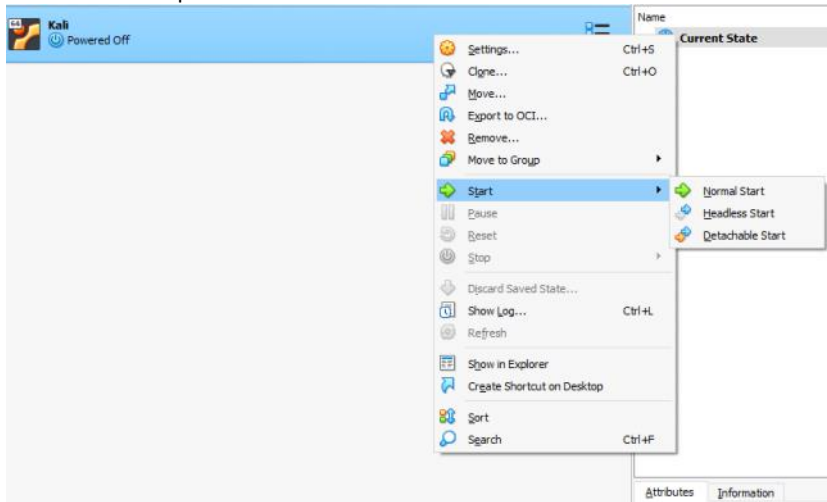 64
Kali
Powered Off
Name
Current State
Settings... Ctrl+S
Clone... Ctrl+O
Move...
Export to OCI...
Remove...
Move to Group
Start
Normal Start
Pause
Headless Start
Reset
Detachable Start
Stop
Discard Saved State...
Show Log... Ctrl+L
Refresh
Show in Explorer
Create Shortcut on Desktop
Sort
Search Ctrl+F
Attributes Information